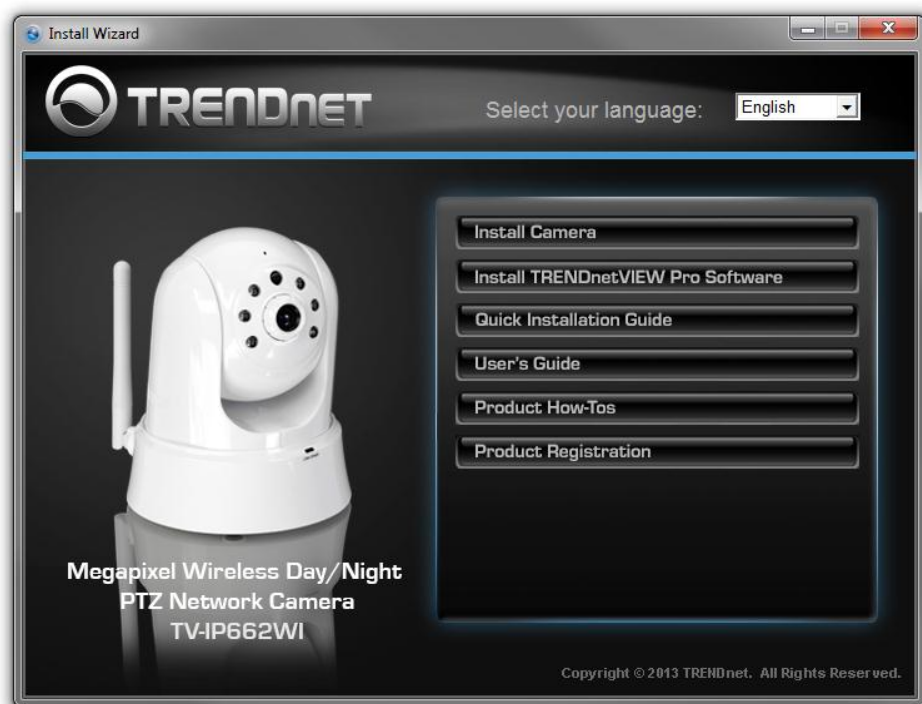 Install Wizard
TRENDNET
Select your language:
English
Install Camera
Install TRENDnetVIEW Pro Software
Quick Installation Guide
User's Guide
Product How-Tos
Product Registration
Megapixel Wireless Day/Night
PTZ Network Camera
TV-IP662WI
Copyright © 2013 TRENDnet. All Rights Reserved.